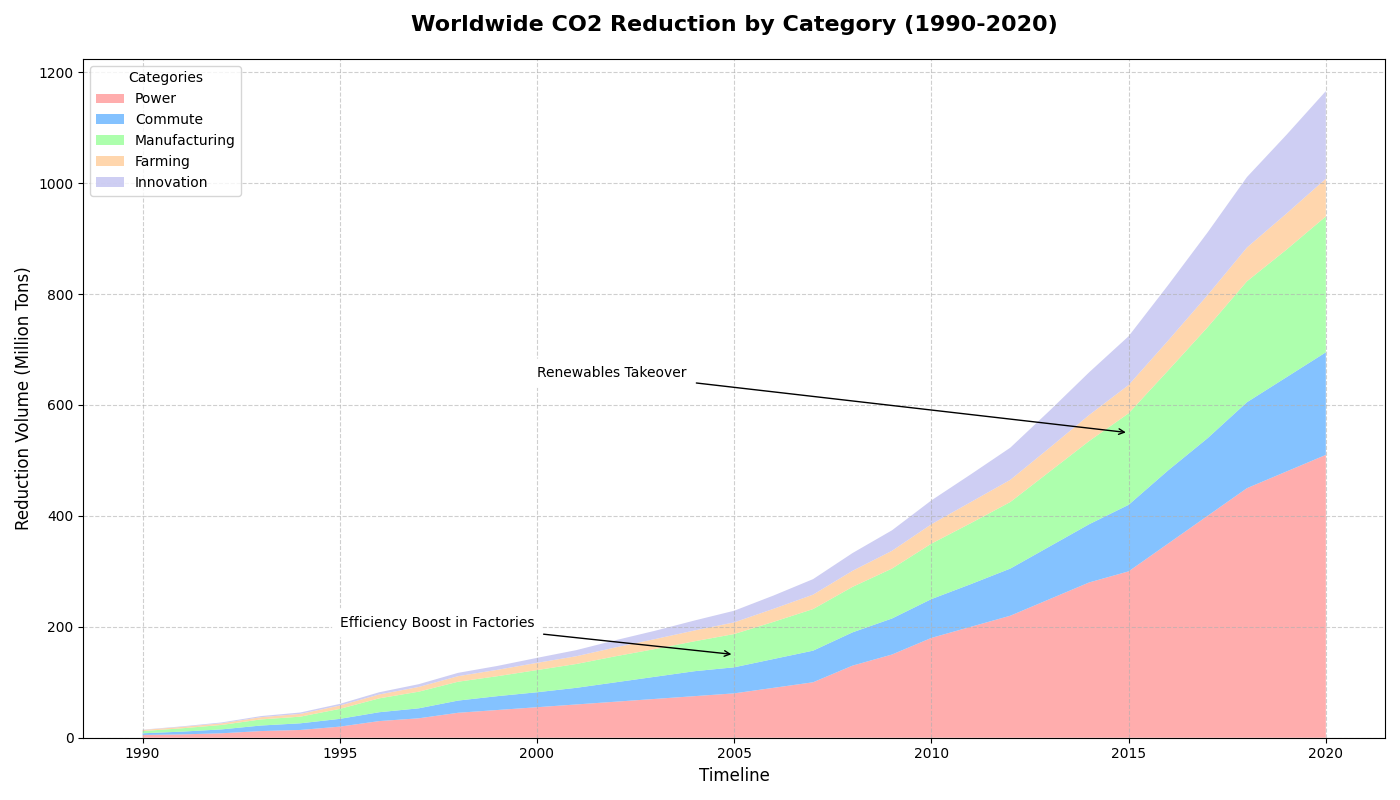 Worldwide CO2 Reduction by Category (1990-2020)
Reduction Volume (Million Tons)
1200
1000
800
600
400
200
0
Categories
Power
Commute
Manufacturing
Farming
Innovation
Renewables Takeover
Efficiency Boost in Factories
1990
1995
2000
2005
2010
2015
2020
Timeline